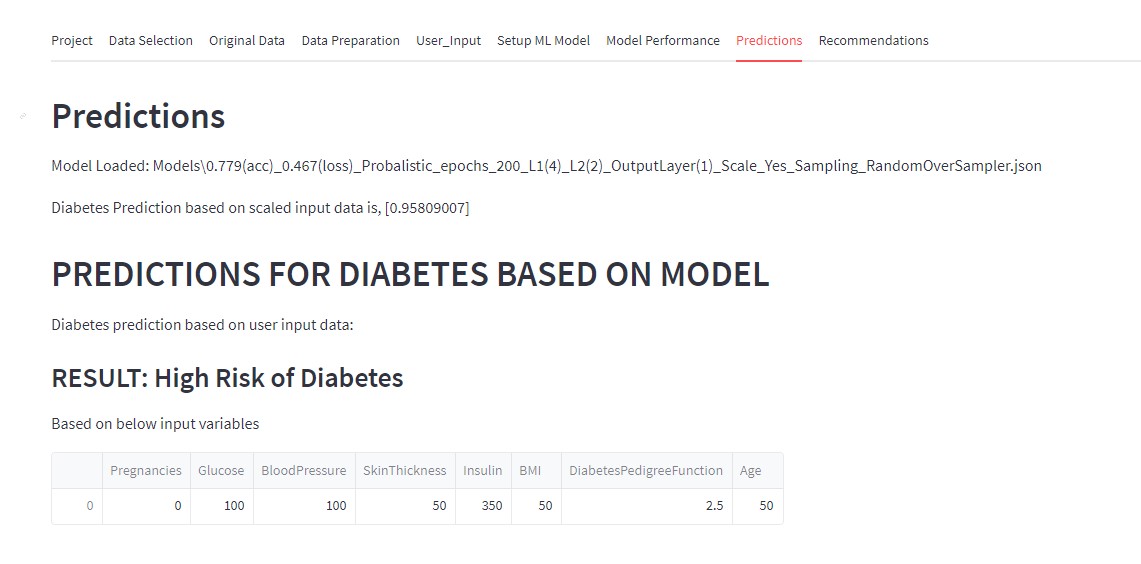 Project Data Selection Original Data Data Preparation User_Input Setup ML Model Model Performance Predictions Recommendations
Predictions
Model Loaded: Models\0.779(acc)_0.467(loss)_Probalistic_epochs_200_L1(4)_L2(2)_OutputLayer(1)_Scale_Yes_Sampling_RandomOverSampler.json
Diabetes Prediction based on scaled input data is, [0.95809007]
PREDICTIONS FOR DIABETES BASED ON MODEL
Diabetes prediction based on user input data:
RESULT: High Risk of Diabetes
Based on below input variables
Pregnancies Glucose BloodPressure SkinThickness Insulin BMI DiabetesPedigreeFunction Age
0 0 100 100 50 350 50 2.5 50